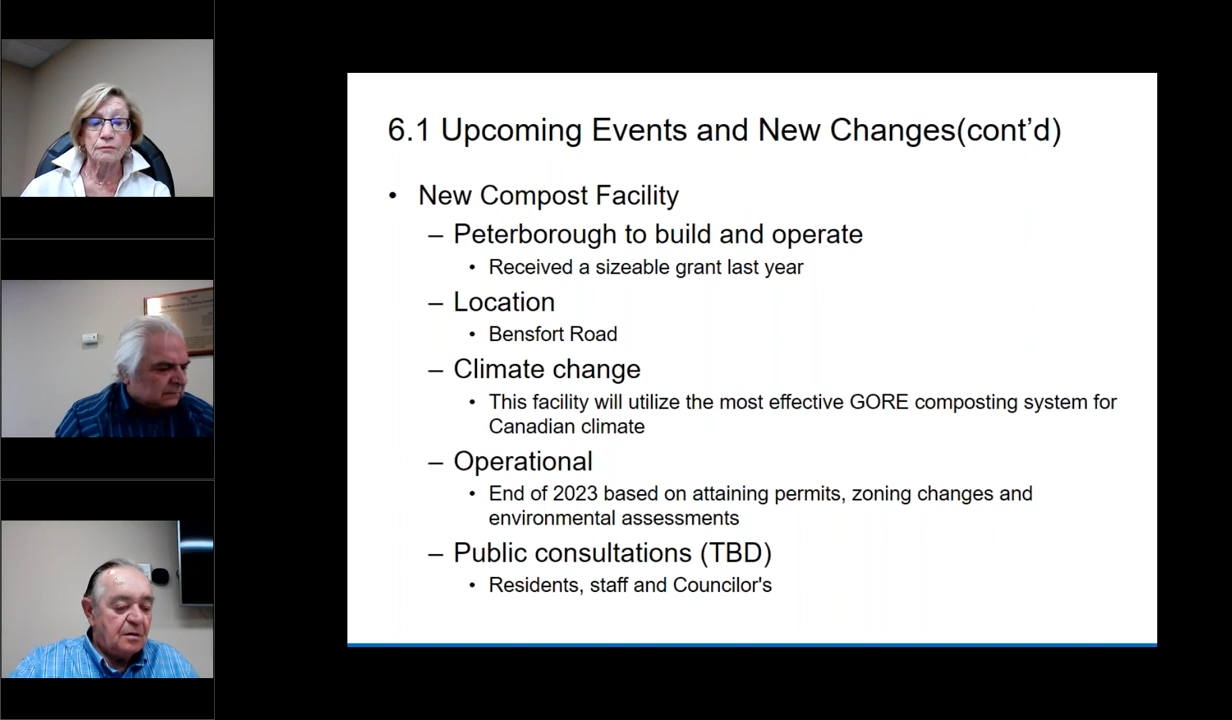 6.1 Upcoming Events and New Changes(cont'd)
• New Compost Facility
– Peterborough to build and operate
• Received a sizeable grant last year
– Location
• Bensfort Road
– Climate change
• This facility will utilize the most effective GORE composting system for
Canadian climate
– Operational
• End of 2023 based on attaining permits, zoning changes and
environmental assessments
– Public consultations (TBD)
• Residents, staff and Councilor's